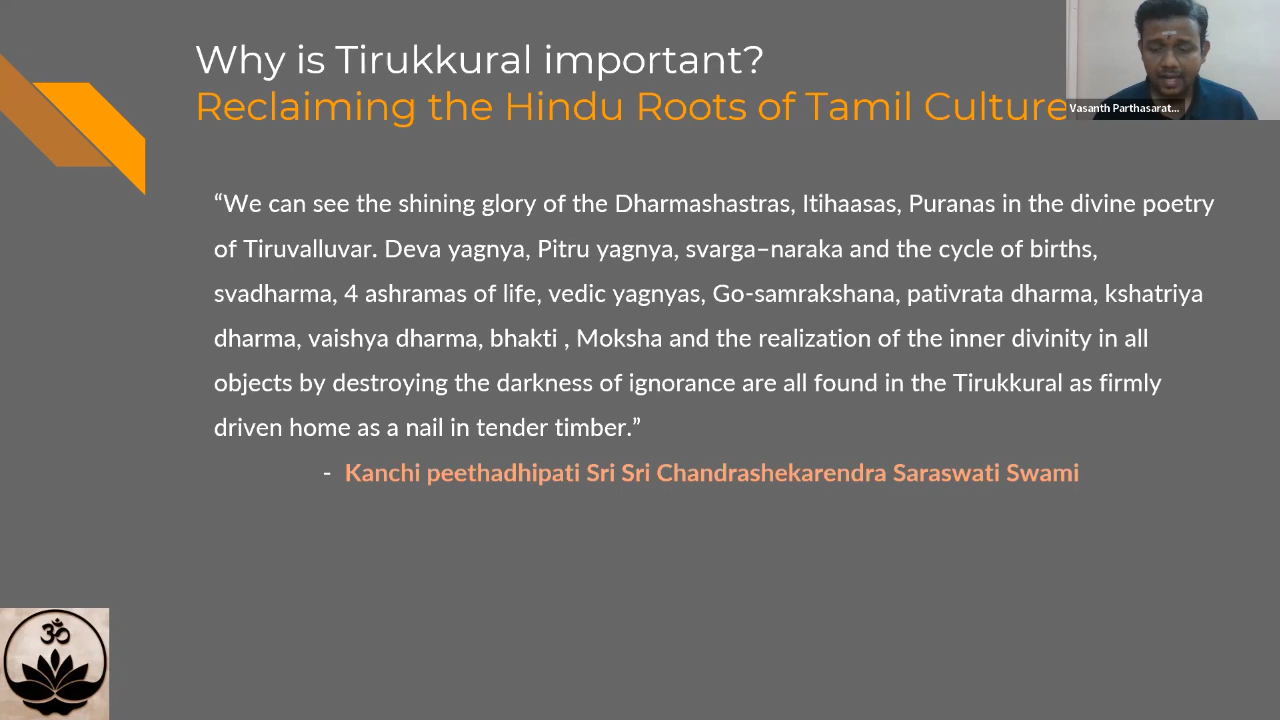 Why is Tirukkural important?
Reclaiming the Hindu Roots of Tamil Culture
Vasanth Parthasarat...
“We can see the shining glory of the Dharmashastras, Itihaasas, Puranas in the divine poetry
of Tiruvalluvar. Deva yagnya, Pitru yagnya, svarga–naraka and the cycle of births,
svadharma, 4 ashramas of life, vedic yagnyas, Go-samrakshana, pativrata dharma, kshatriya
dharma, vaishya dharma, bhakti , Moksha and the realization of the inner divinity in all
objects by destroying the darkness of ignorance are all found in the Tirukkural as firmly
driven home as a nail in tender timber.”
- Kanchi peethadhipati Sri Sri Chandrashekarendra Saraswati Swami
ॐ